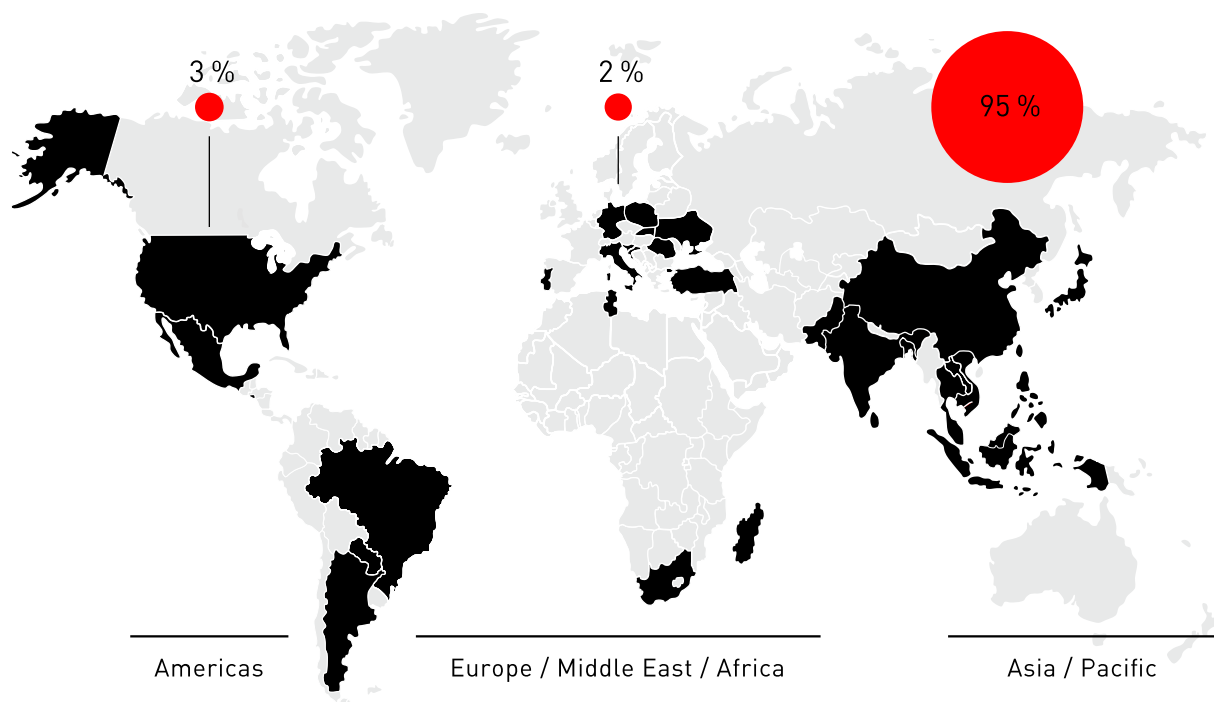 3 %
2 %
95 %
Americas
Europe / Middle East / Africa
Asia / Pacific